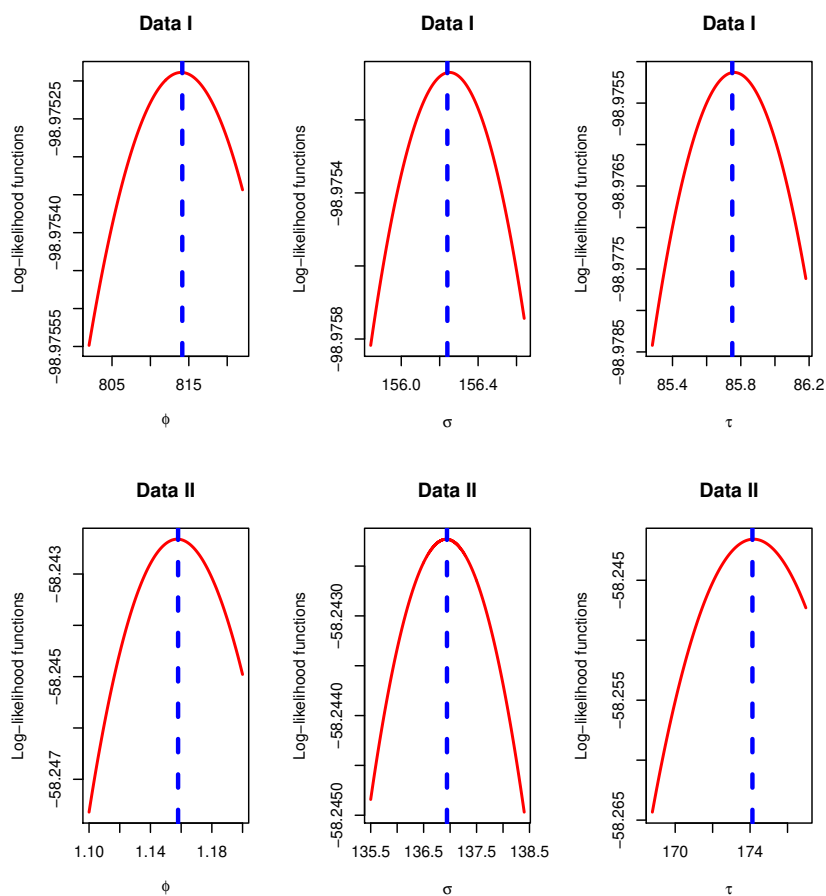 Data I
Log−likelihood functions
−98.97525
−98.97540
−98.97555
805
815
ϕ
Data I
Log−likelihood functions
−98.9754
−98.9758
156.0
156.4
σ
Data I
Log−likelihood functions
−98.9755
−98.9765
−98.9775
−98.9785
85.4
85.8
86.2
τ
Data II
Log−likelihood functions
−58.243
−58.245
−58.247
1.10
1.14
1.18
ϕ
Data II
Log−likelihood functions
−58.2430
−58.2440
−58.2450
135.5
136.5
137.5
138.5
σ
Data II
Log−likelihood functions
−58.245
−58.255
−58.265
170
174
τ